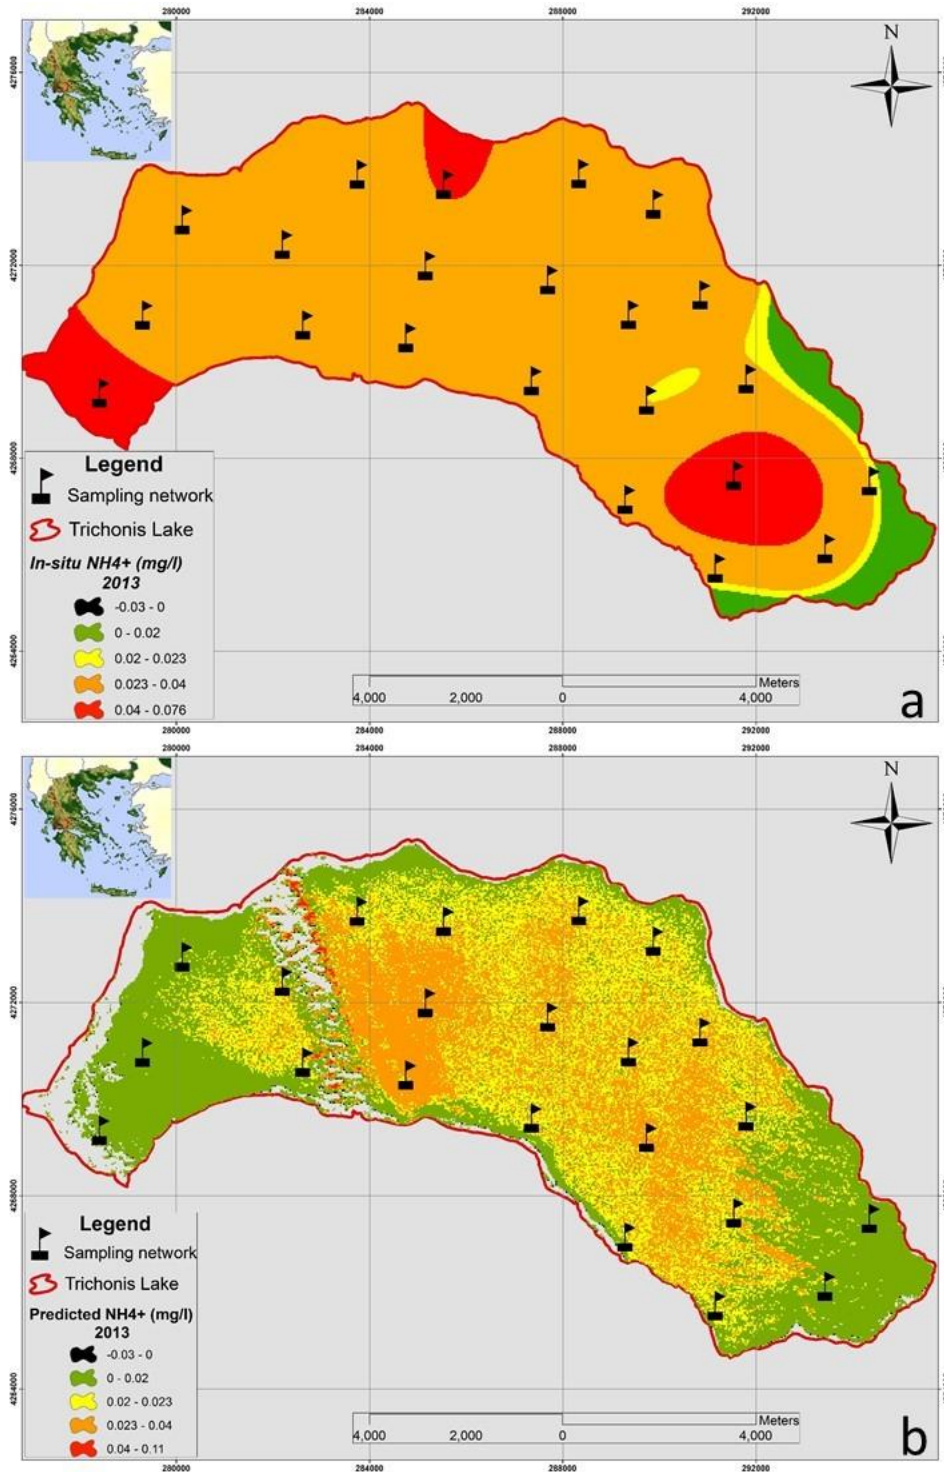 280000 284000 288000 292000
N
4276000
4272000
4268000
Legend
Sampling network
Trichonis Lake
In-situ NH4+ (mg/l)
2013
-0.03 - 0
0 - 0.02
0.02 - 0.023
0.023 - 0.04
0.04 - 0.076
4264000
Meters
4,000 2,000 0 4,000
a
280000 284000 288000 292000
N
4276000
4272000
4268000
Legend
Sampling network
Trichonis Lake
Predicted NH4+ (mg/l)
2013
-0.03 - 0
0 - 0.02
0.02 - 0.023
0.023 - 0.04
0.04 - 0.11
4264000
Meters
4,000 2,000 0 4,000
b
280000 284000 288000 292000